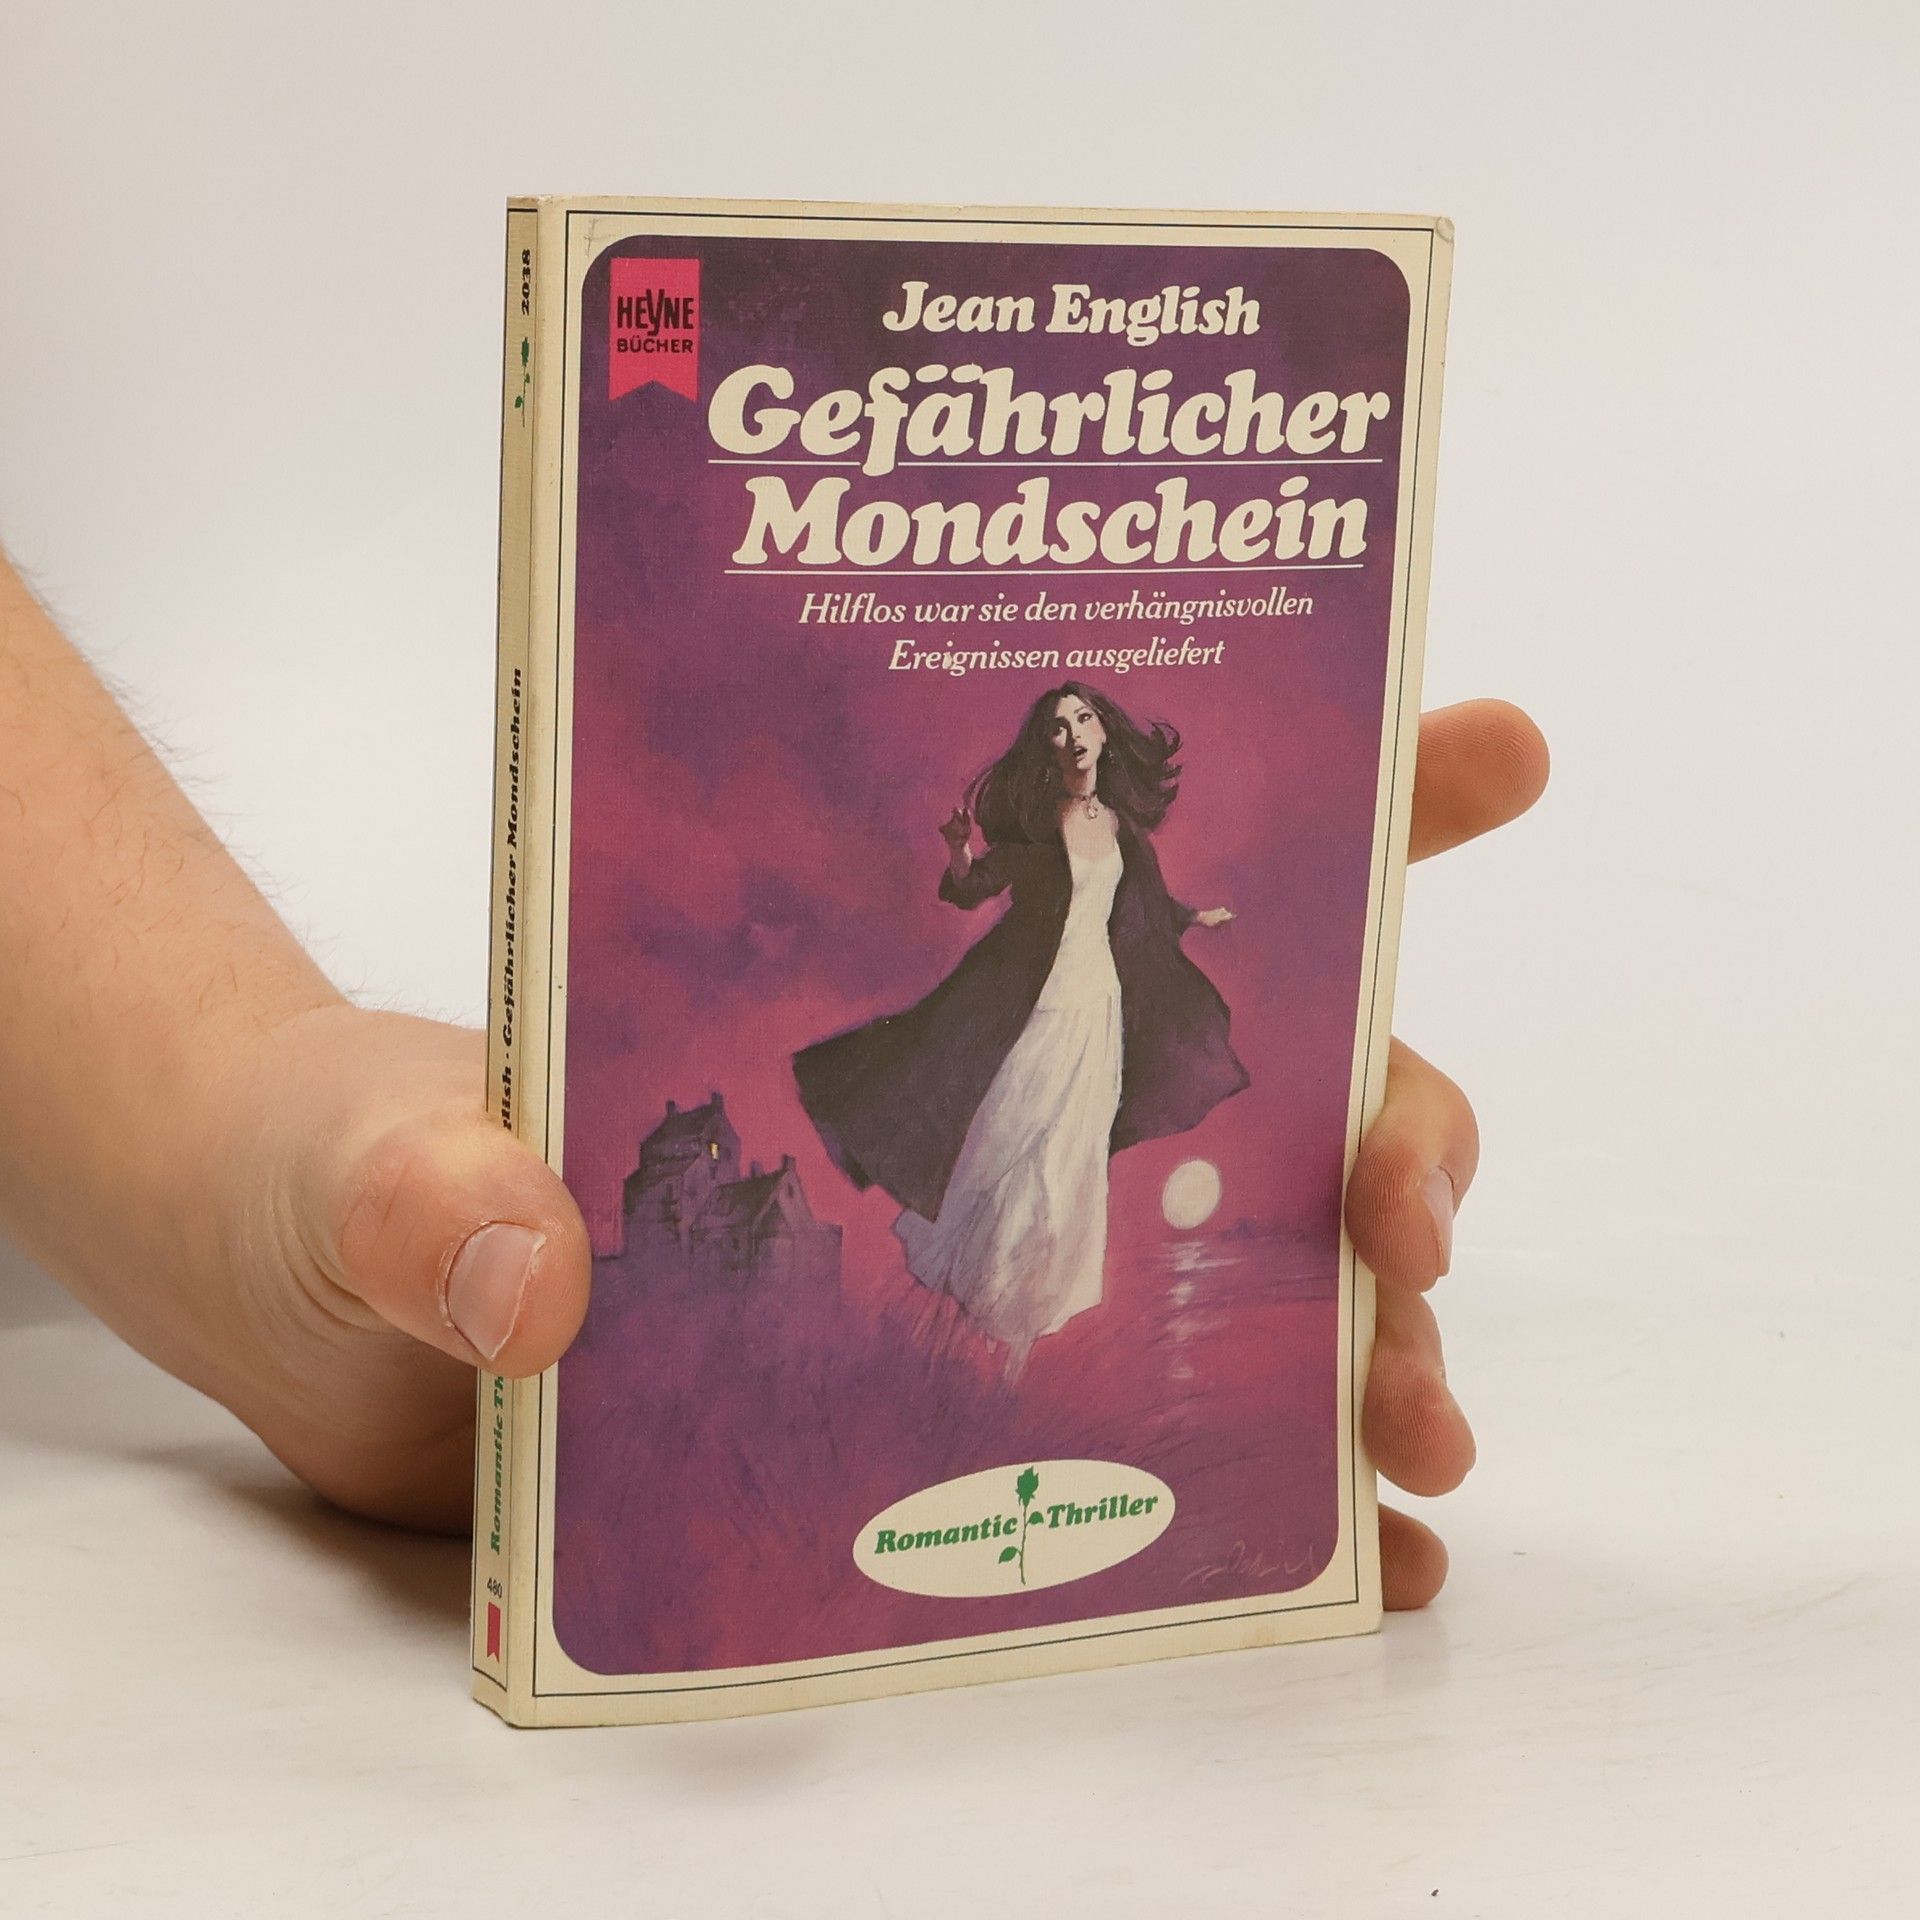 HEYNE
BÜCHER
Jean English
Gefährlicher
Mondschein
Hilflos war sie den verhängnisvollen
Ereignissen ausgeliefert
Romantic Thriller
2038
Gefährlicher Mondschein
Romantic
480